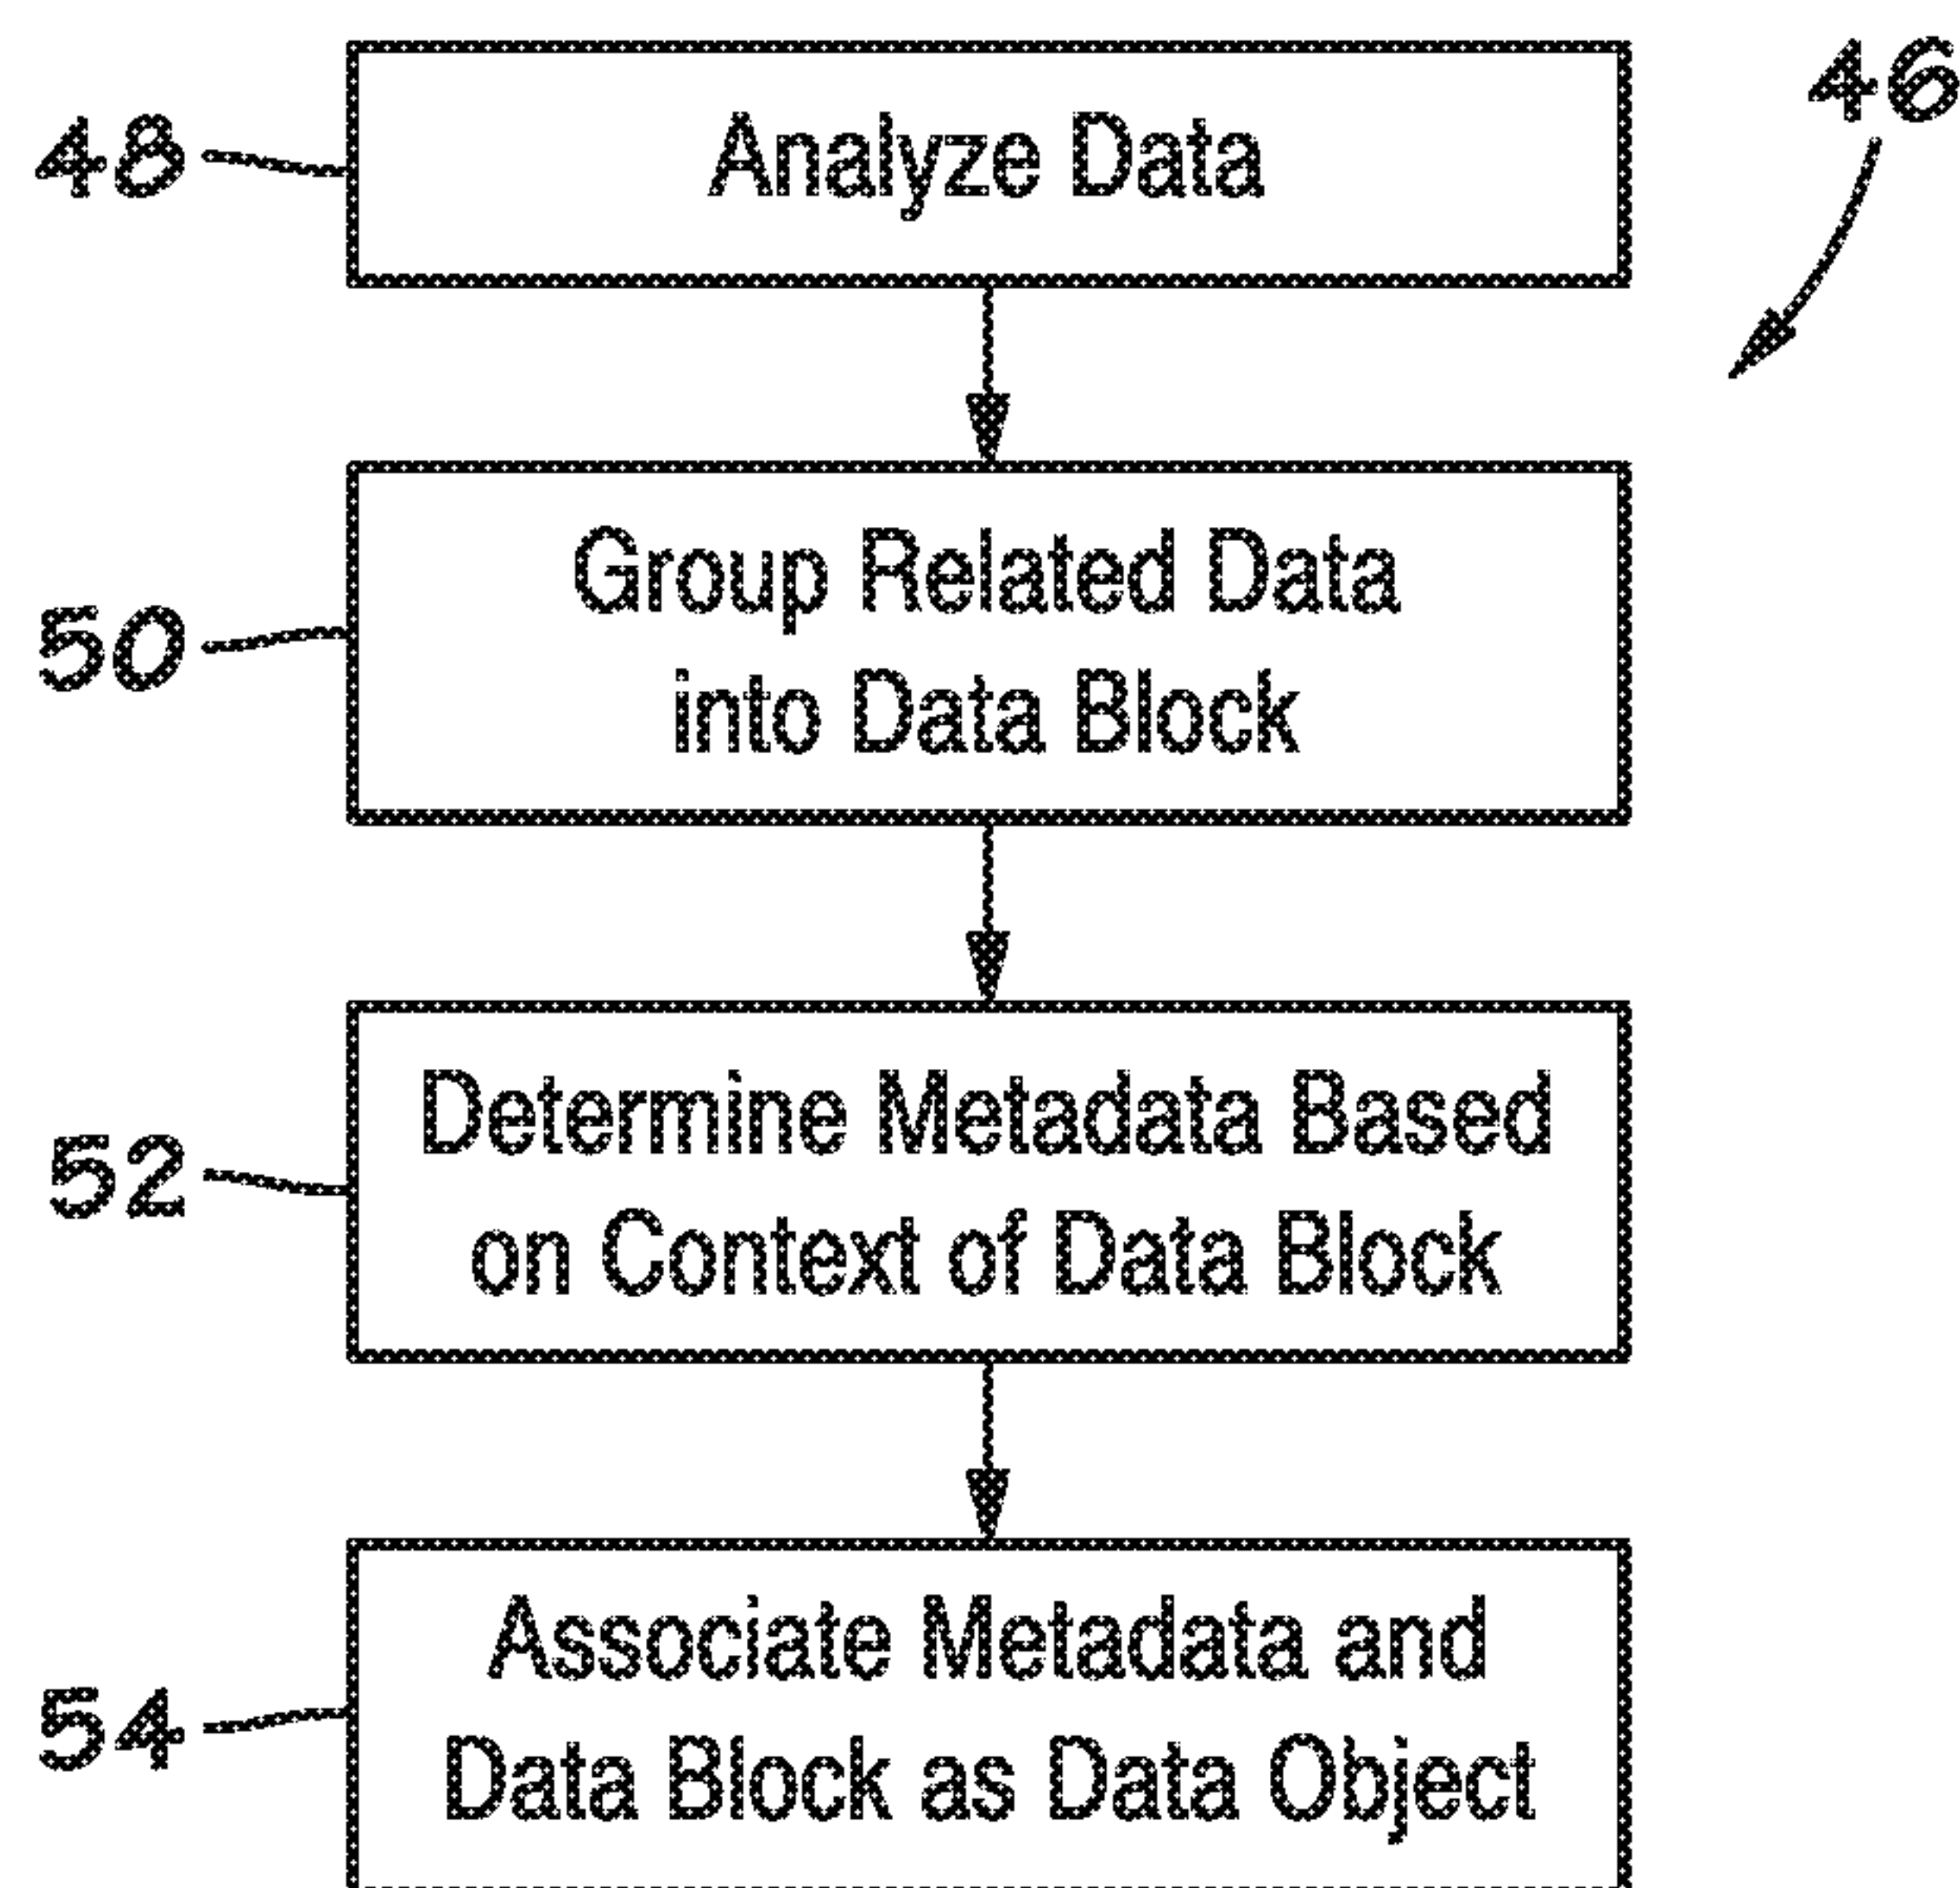 46
48
Analyze Data
50
Group Related Data
into Data Block
52
Determine Metadata Based
on Context of Data Block
54
Associate Metadata and
Data Block as Data Object